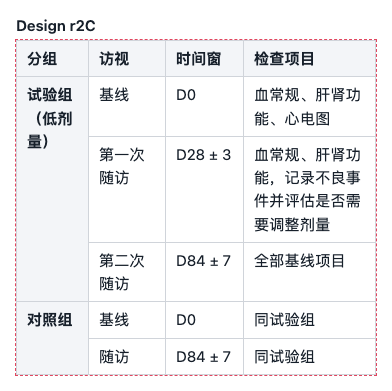 Design r2C
分组 访视 时间窗 检查项目
试验组
（低剂
量）
基线 D0 血常规、肝肾功
能、心电图
第一次
随访
D28 ± 3 血常规、肝肾功
能，记录不良事
件并评估是否需
要调整剂量
第二次
随访
D84 ± 7 全部基线项目
对照组 基线 D0 同试验组
随访 D84 ± 7 同试验组